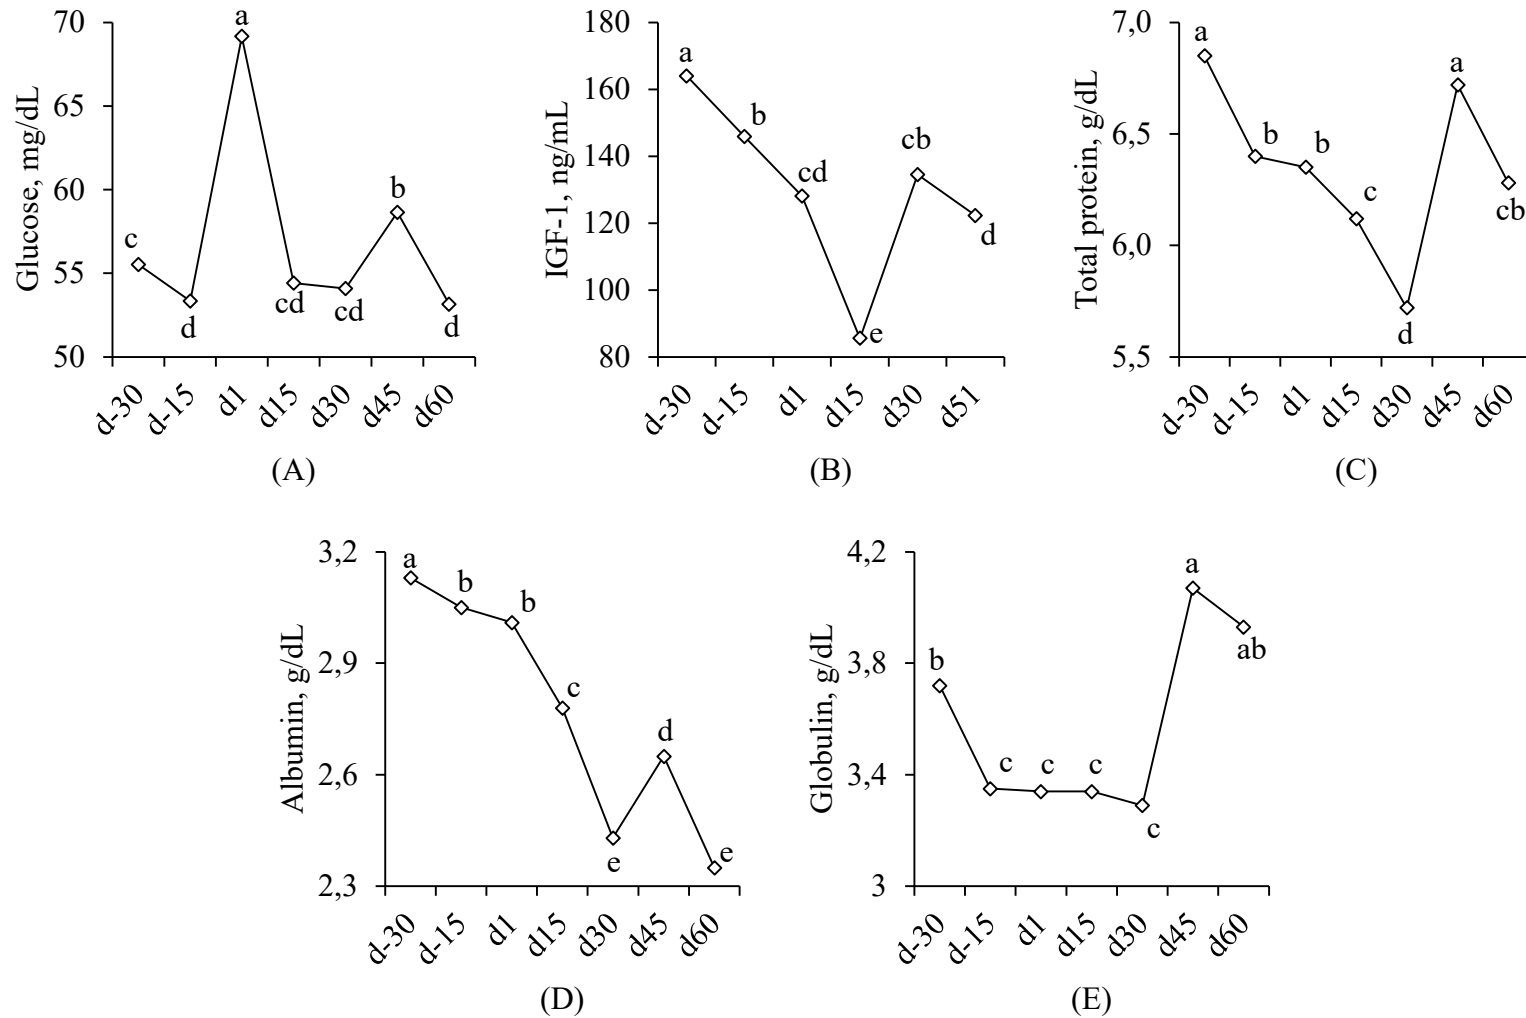 Glucose, mg/dL
70
65
60
55
50
a
b
c
cd
cd
d
d
d-30
d-15
d1
d15
d30
d45
d60
(A)
IGF-1, ng/mL
180
160
140
120
100
80
a
b
cd
cb
d
e
d-30
d-15
d1
d15
d30
d51
(B)
Total protein, g/dL
7,0
6,5
6,0
5,5
a
a
b
b
c
cb
d
d-30
d-15
d1
d15
d30
d45
d60
(C)
Albumin, g/dL
3,2
2,9
2,6
2,3
a
b
b
c
d
e
e
d-30
d-15
d1
d15
d30
d45
d60
(D)
Globulin, g/dL
4,2
3,8
3,4
3
a
ab
b
c
c
c
c
d-30
d-15
d1
d15
d30
d45
d60
(E)